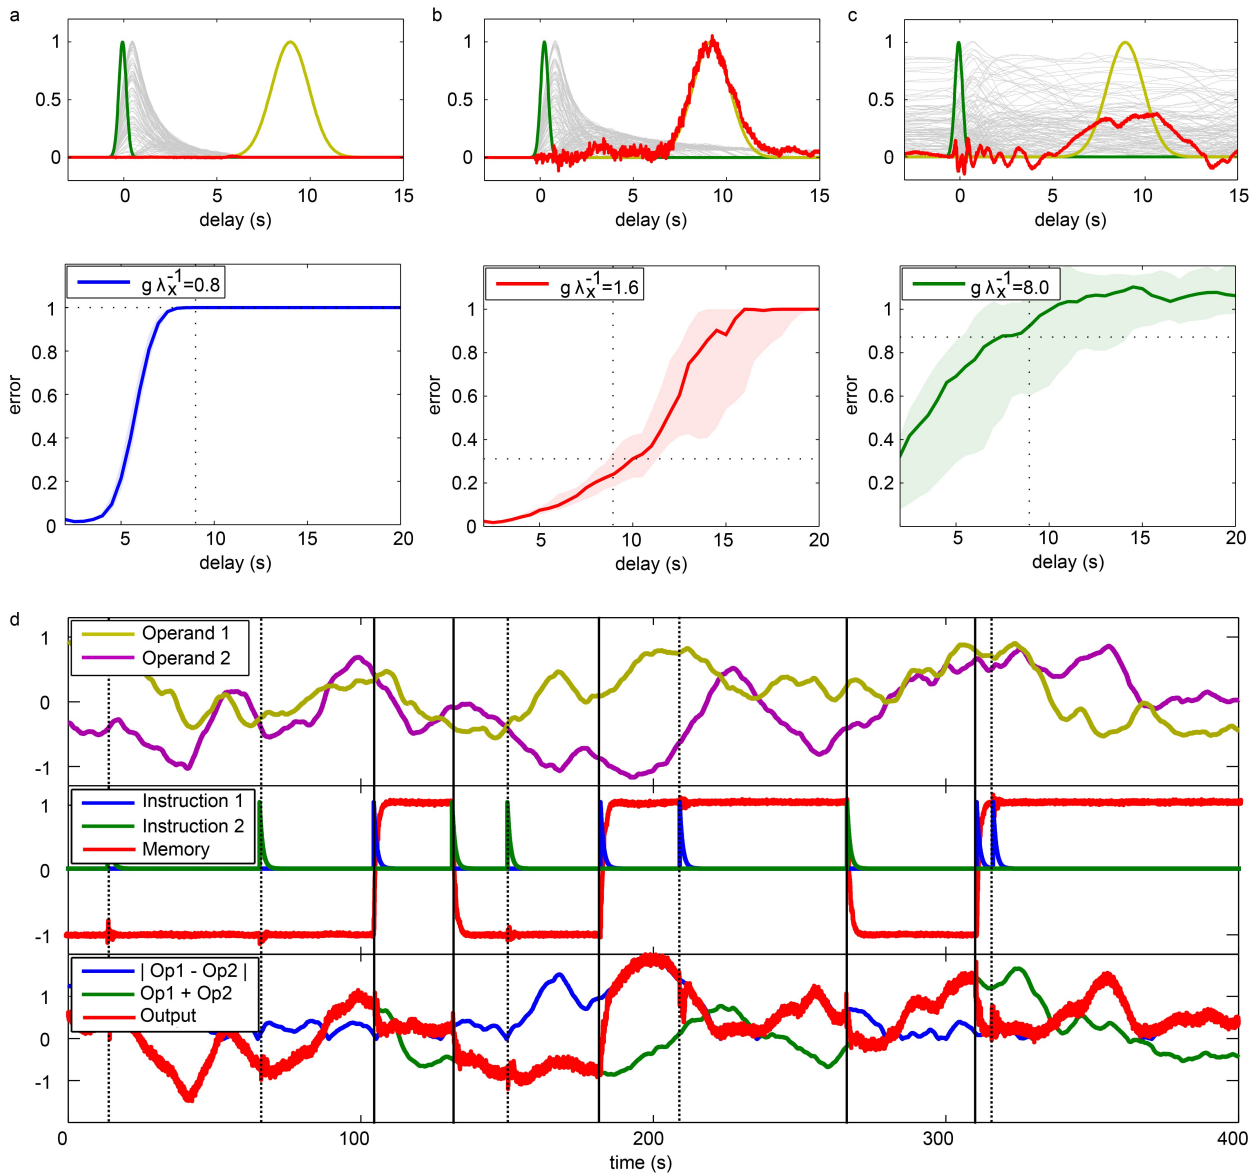 a
b
c
1
0.5
0
0
5
10
15
delay (s)
1
0.5
0
0
5
10
15
delay (s)
1
0.5
0
0
5
10
15
delay (s)
g λx^-1=0.8
1
0.8
0.6
0.4
0.2
0
error
5
10
15
20
delay (s)
g λx^-1=1.6
1
0.8
0.6
0.4
0.2
0
error
5
10
15
20
delay (s)
g λx^-1=8.0
1
0.8
0.6
0.4
0.2
error
5
10
15
20
delay (s)
d
Operand 1
Operand 2
1
0
-1
Instruction 1
Instruction 2
Memory
1
0
-1
| Op1 - Op2 |
Op1 + Op2
Output
1
0
-1
0
100
200
300
400
time (s)